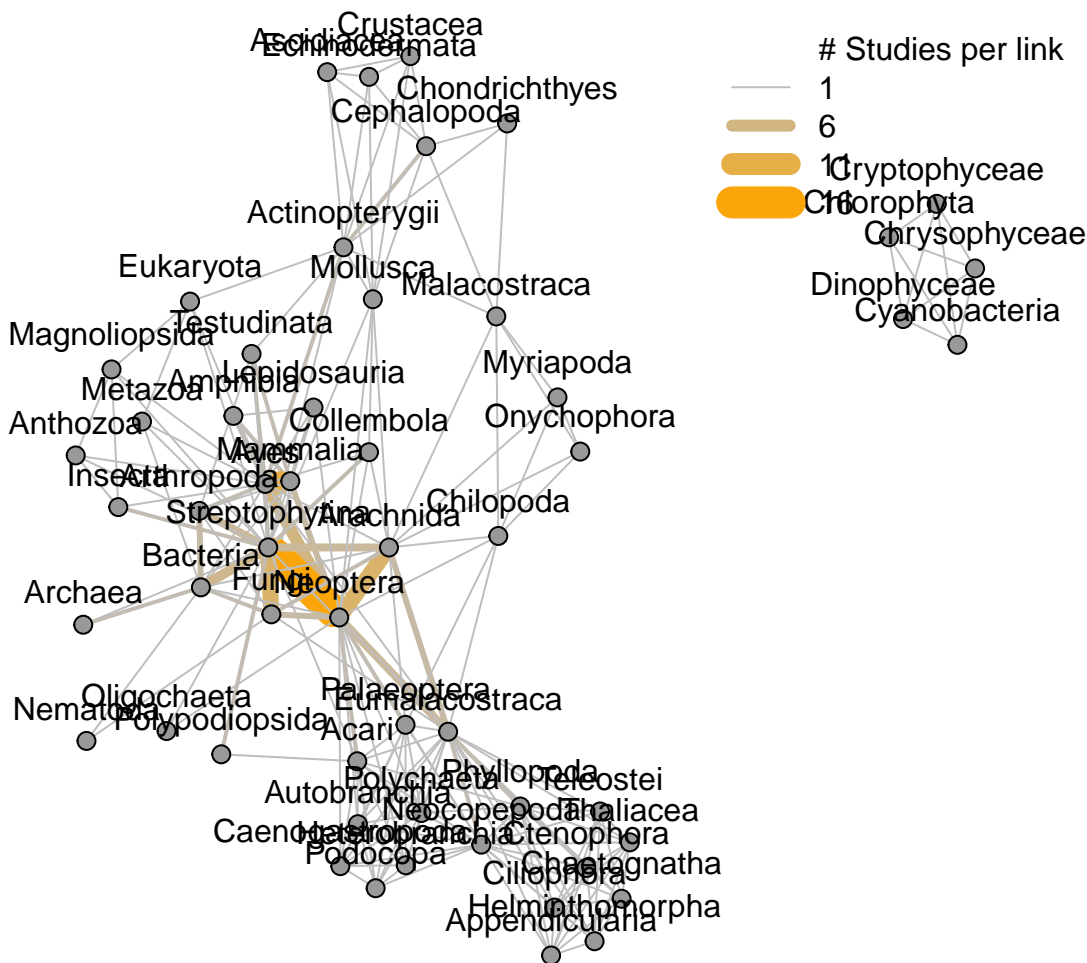 Crustacea
Ascidiacea
Echinodermata
# Studies per link
1
Chondrichthyes
Cephalopoda
6
11
Cryptophyceae
16
Chlorophyta
Actinopterygii
Chrysophyceae
Mollusca
Eukaryota
Malacostraca
Dinophyceae
Cyanobacteria
Testudinata
Magnoliopsida
Lepidosauria
Myriapoda
Amphibia
Metazoa
Anthozoa
Collembola
Onychophora
Mammalia
Aves
Insecta
Arthropoda
Chilopoda
Streptophytina
Arachnida
Bacteria
Fungi
Neoptera
Archaea
Palaeoptera
Oligochaeta
Eumalacostraca
Nematoda
Polypodiopsida
Acari
Polychaeta
Phyllopoda
Teleostei
Autobranchia
Neocopepoda
Thaliacea
Caenogastropoda
Heterobranchia
Ctenophora
Podocopa
Chaetognatha
Ciliophora
Helminthomorpha
Appendicularia